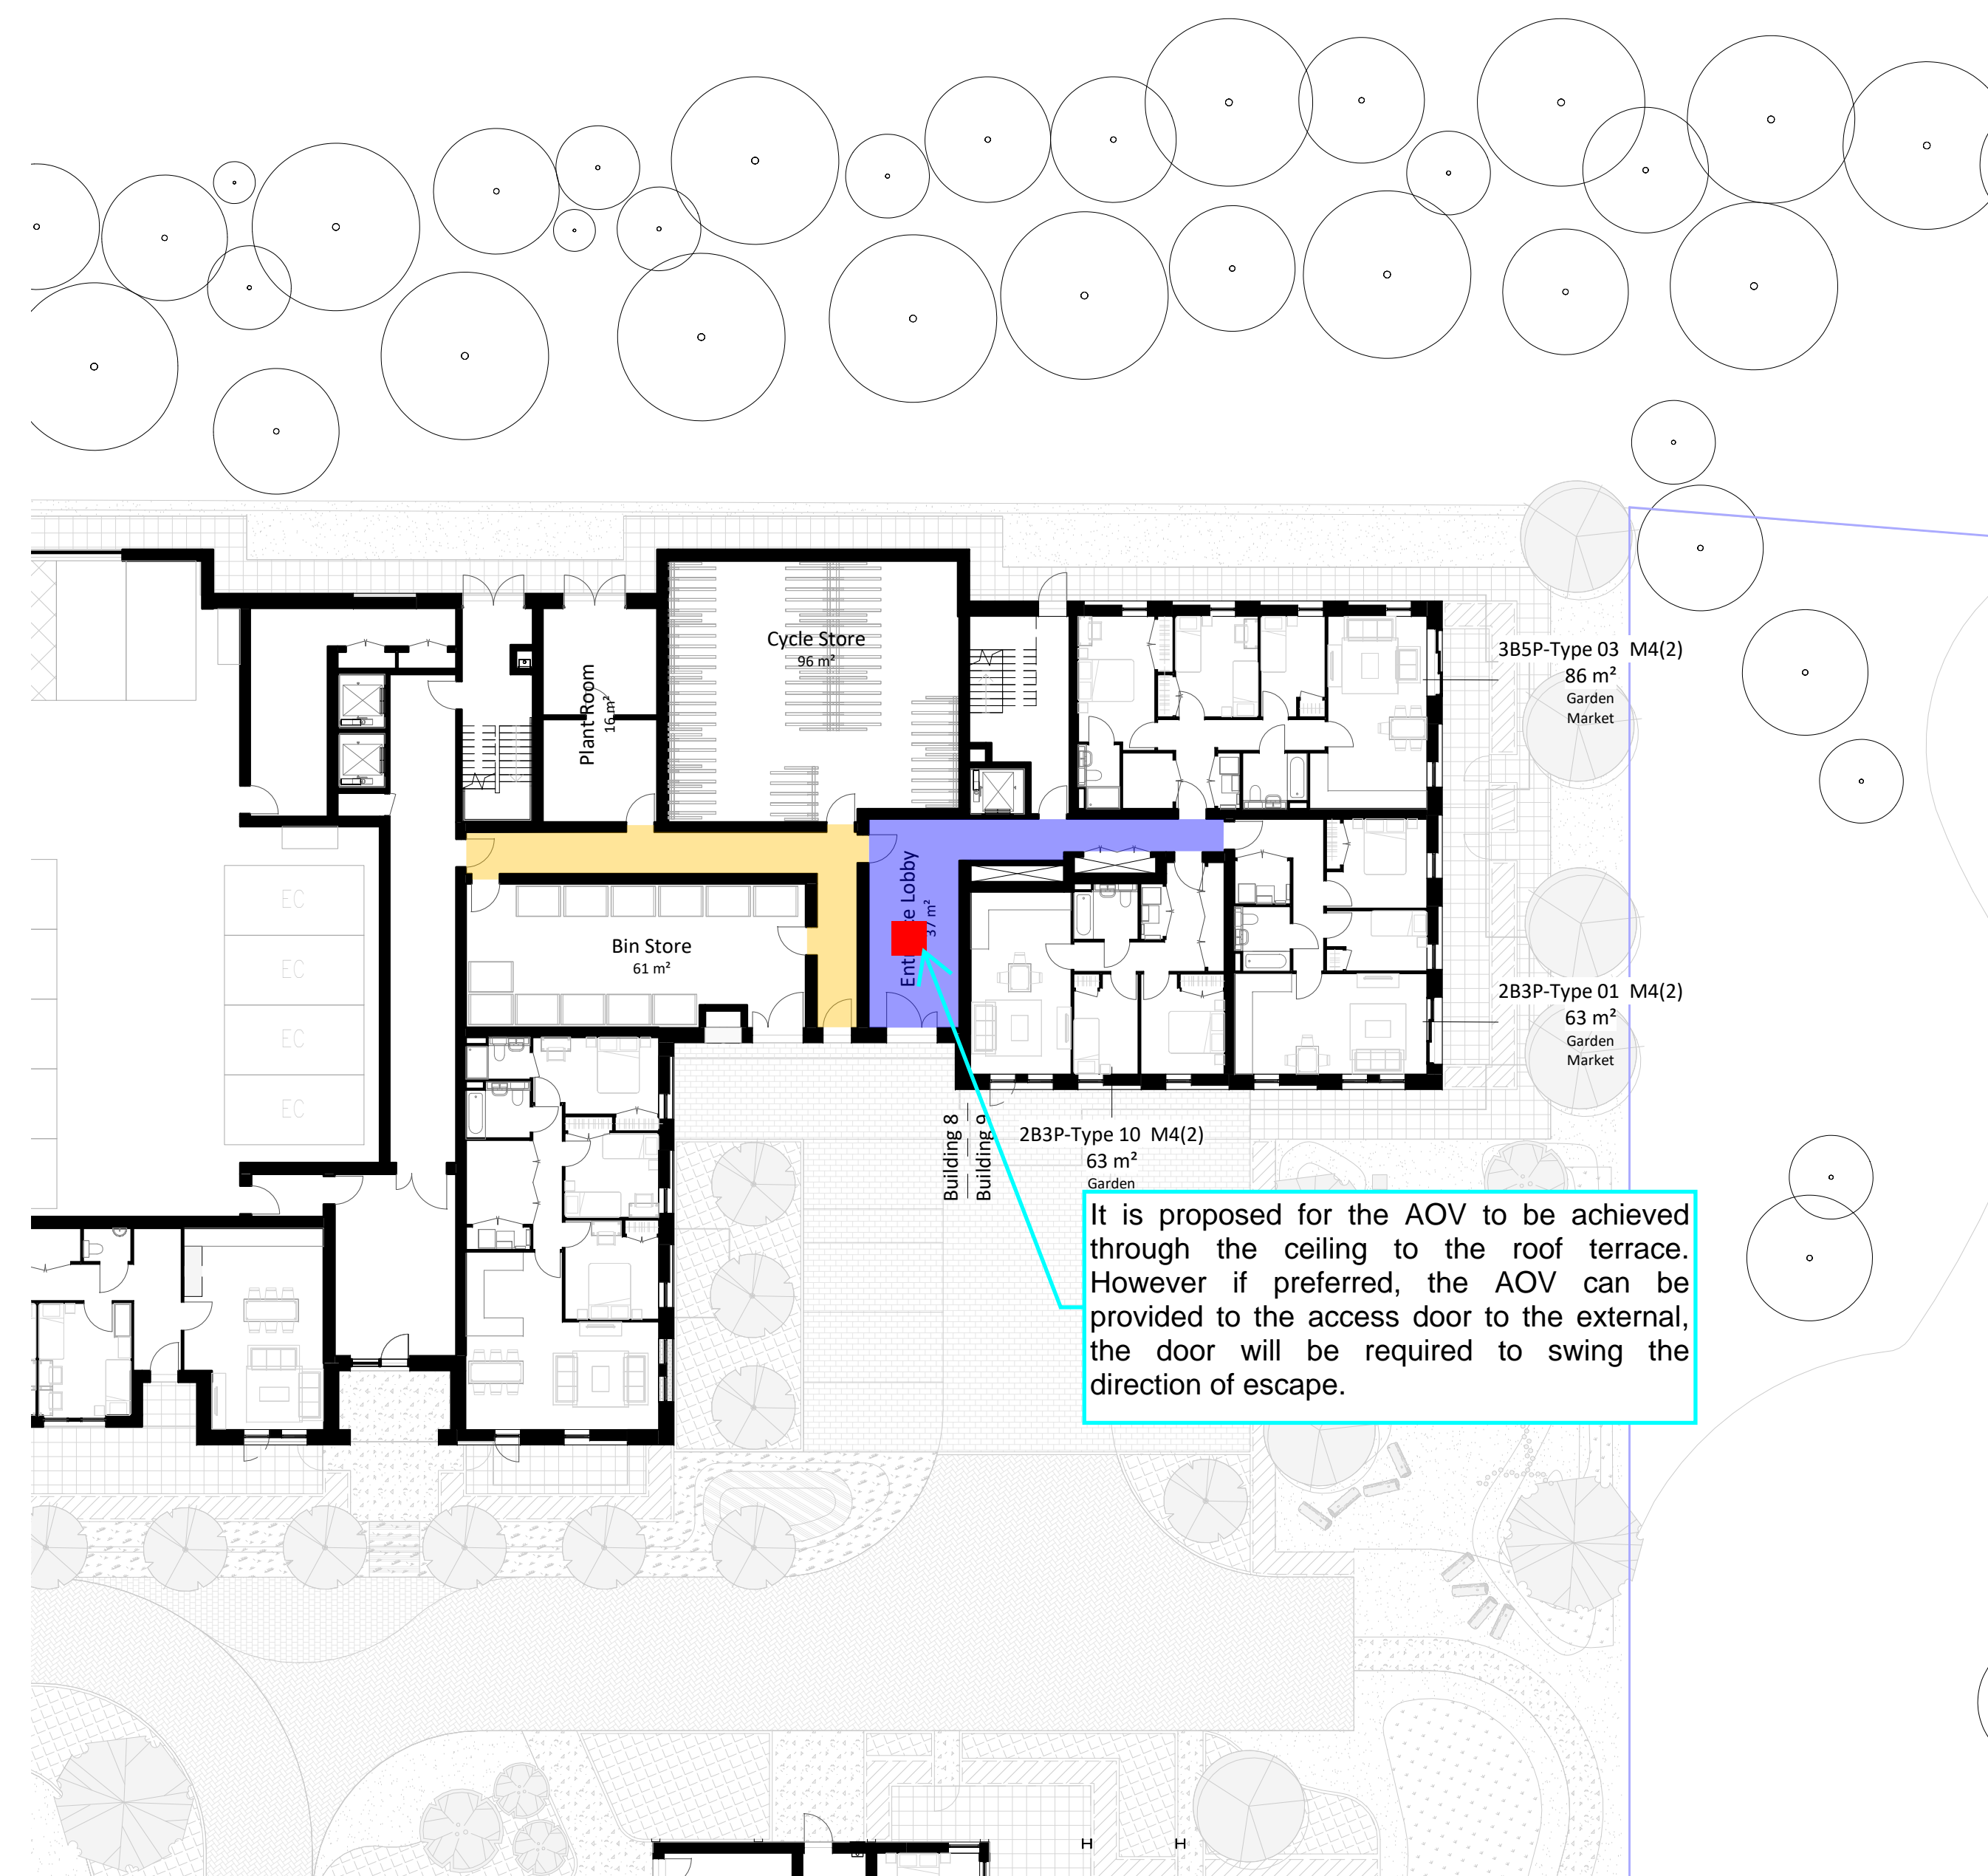 Cycle Store
96 m²
Plant Room
16 m²
3B5P-Type 03 M4(2)
86 m²
Garden
Market
37 m²
Bin Store
61 m²
EC
EC
EC
EC
2B3P-Type 01 M4(2)
63 m²
Garden
Market
Building 8
Building 9
2B3P-Type 10 M4(2)
63 m²
Garden
It is proposed for the AOV to be achieved
through the ceiling to the roof terrace.
However if preferred, the AOV can be
provided to the access door to the external,
the door will be required to swing the
direction of escape.
Lobby
H
H